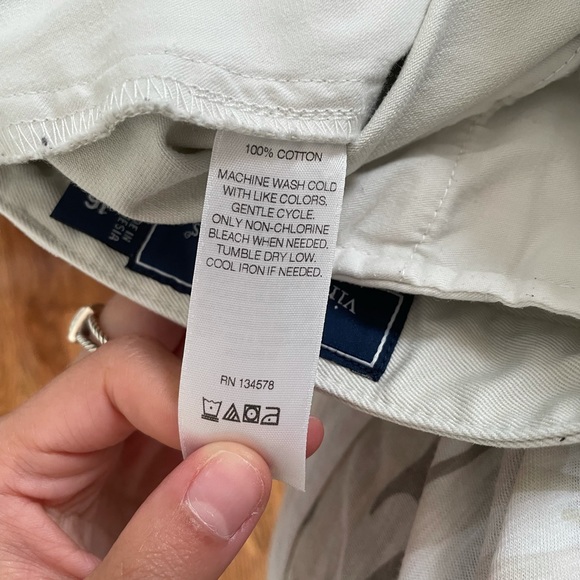 100% COTTON
MACHINE WASH COLD
WITH LIKE COLORS,
GENTLE CYCLE.
ONLY NON-CHLORINE
BLEACH WHEN NEEDED.
TUMBLE DRY LOW.
COOL IRON IF NEEDED.
RN 134578
16